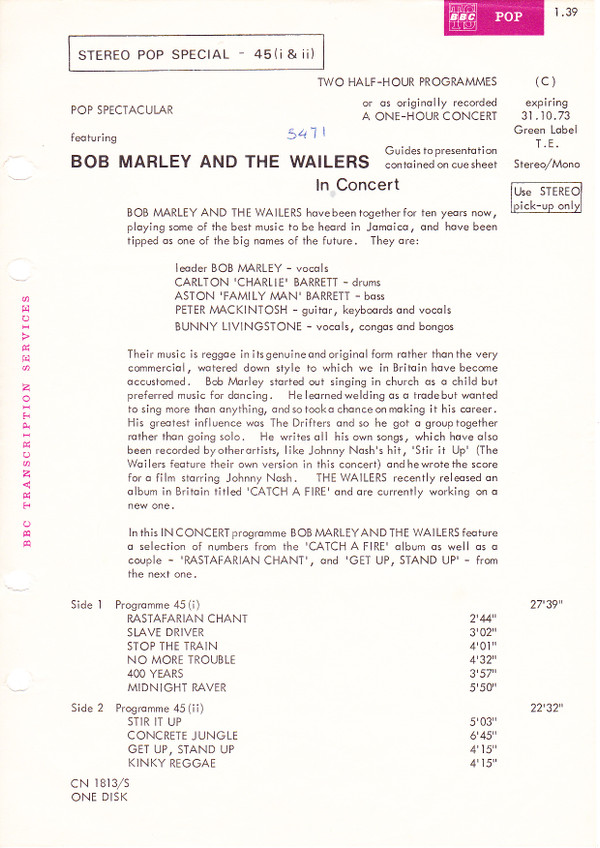 BBC TS
POP
1.39
STEREO POP SPECIAL - 45(i & ii)
TWO HALF-HOUR PROGRAMMES
(C)
POP SPECTACULAR
or as originally recorded
A ONE-HOUR CONCERT
expiring
31.10.73
Green Label
T.E.
featuring
5471
Guides to presentation
contained on cue sheet
Stereo/Mono
BOB MARLEY AND THE WAILERS
In Concert
Use STEREO
pick-up only
BOB MARLEY AND THE WAILERS have been together for ten years now,
playing some of the best music to be heard in Jamaica, and have been
tipped as one of the big names of the future. They are:
leader BOB MARLEY - vocals
CARLTON 'CHARLIE' BARRETT - drums
ASTON 'FAMILY MAN' BARRETT - bass
PETER MACKINTOSH - guitar, keyboards and vocals
BUNNY LIVINGSTONE - vocals, congas and bongos
Their music is reggae in its genuine and original form rather than the very
commercial, watered down style to which we in Britain have become
accustomed. Bob Marley started out singing in church as a child but
preferred music for dancing. He learned welding as a trade but wanted
to sing more than anything, and so took a chance on making it his career.
His greatest influence was The Drifters and so he got a group together
rather than going solo. He writes all his own songs, which have also
been recorded by other artists, like Johnny Nash's hit, 'Stir it Up' (The
Wailers feature their own version in this concert) and he wrote the score
for a film starring Johnny Nash. THE WAILERS recently released an
album in Britain titled 'CATCH A FIRE' and are currently working on a
new one.
In this IN CONCERT programme BOB MARLEY AND THE WAILERS feature
a selection of numbers from the 'CATCH A FIRE' album as well as a
couple - 'RASTAFARIAN CHANT', and 'GET UP, STAND UP' - from
the next one.
Side 1 Programme 45(i) 27'39"
RASTAFARIAN CHANT 2'44"
SLAVE DRIVER 3'02"
STOP THE TRAIN 4'01"
NO MORE TROUBLE 4'32"
400 YEARS 3'57"
MIDNIGHT RAVER 5'50"
Side 2 Programme 45(ii) 22'32"
STIR IT UP 5'03"
CONCRETE JUNGLE 6'45"
GET UP, STAND UP 4'15"
KINKY REGGAE 4'15"
CN 1813/S
ONE DISK
BBC TRANSCRIPTION SERVICES